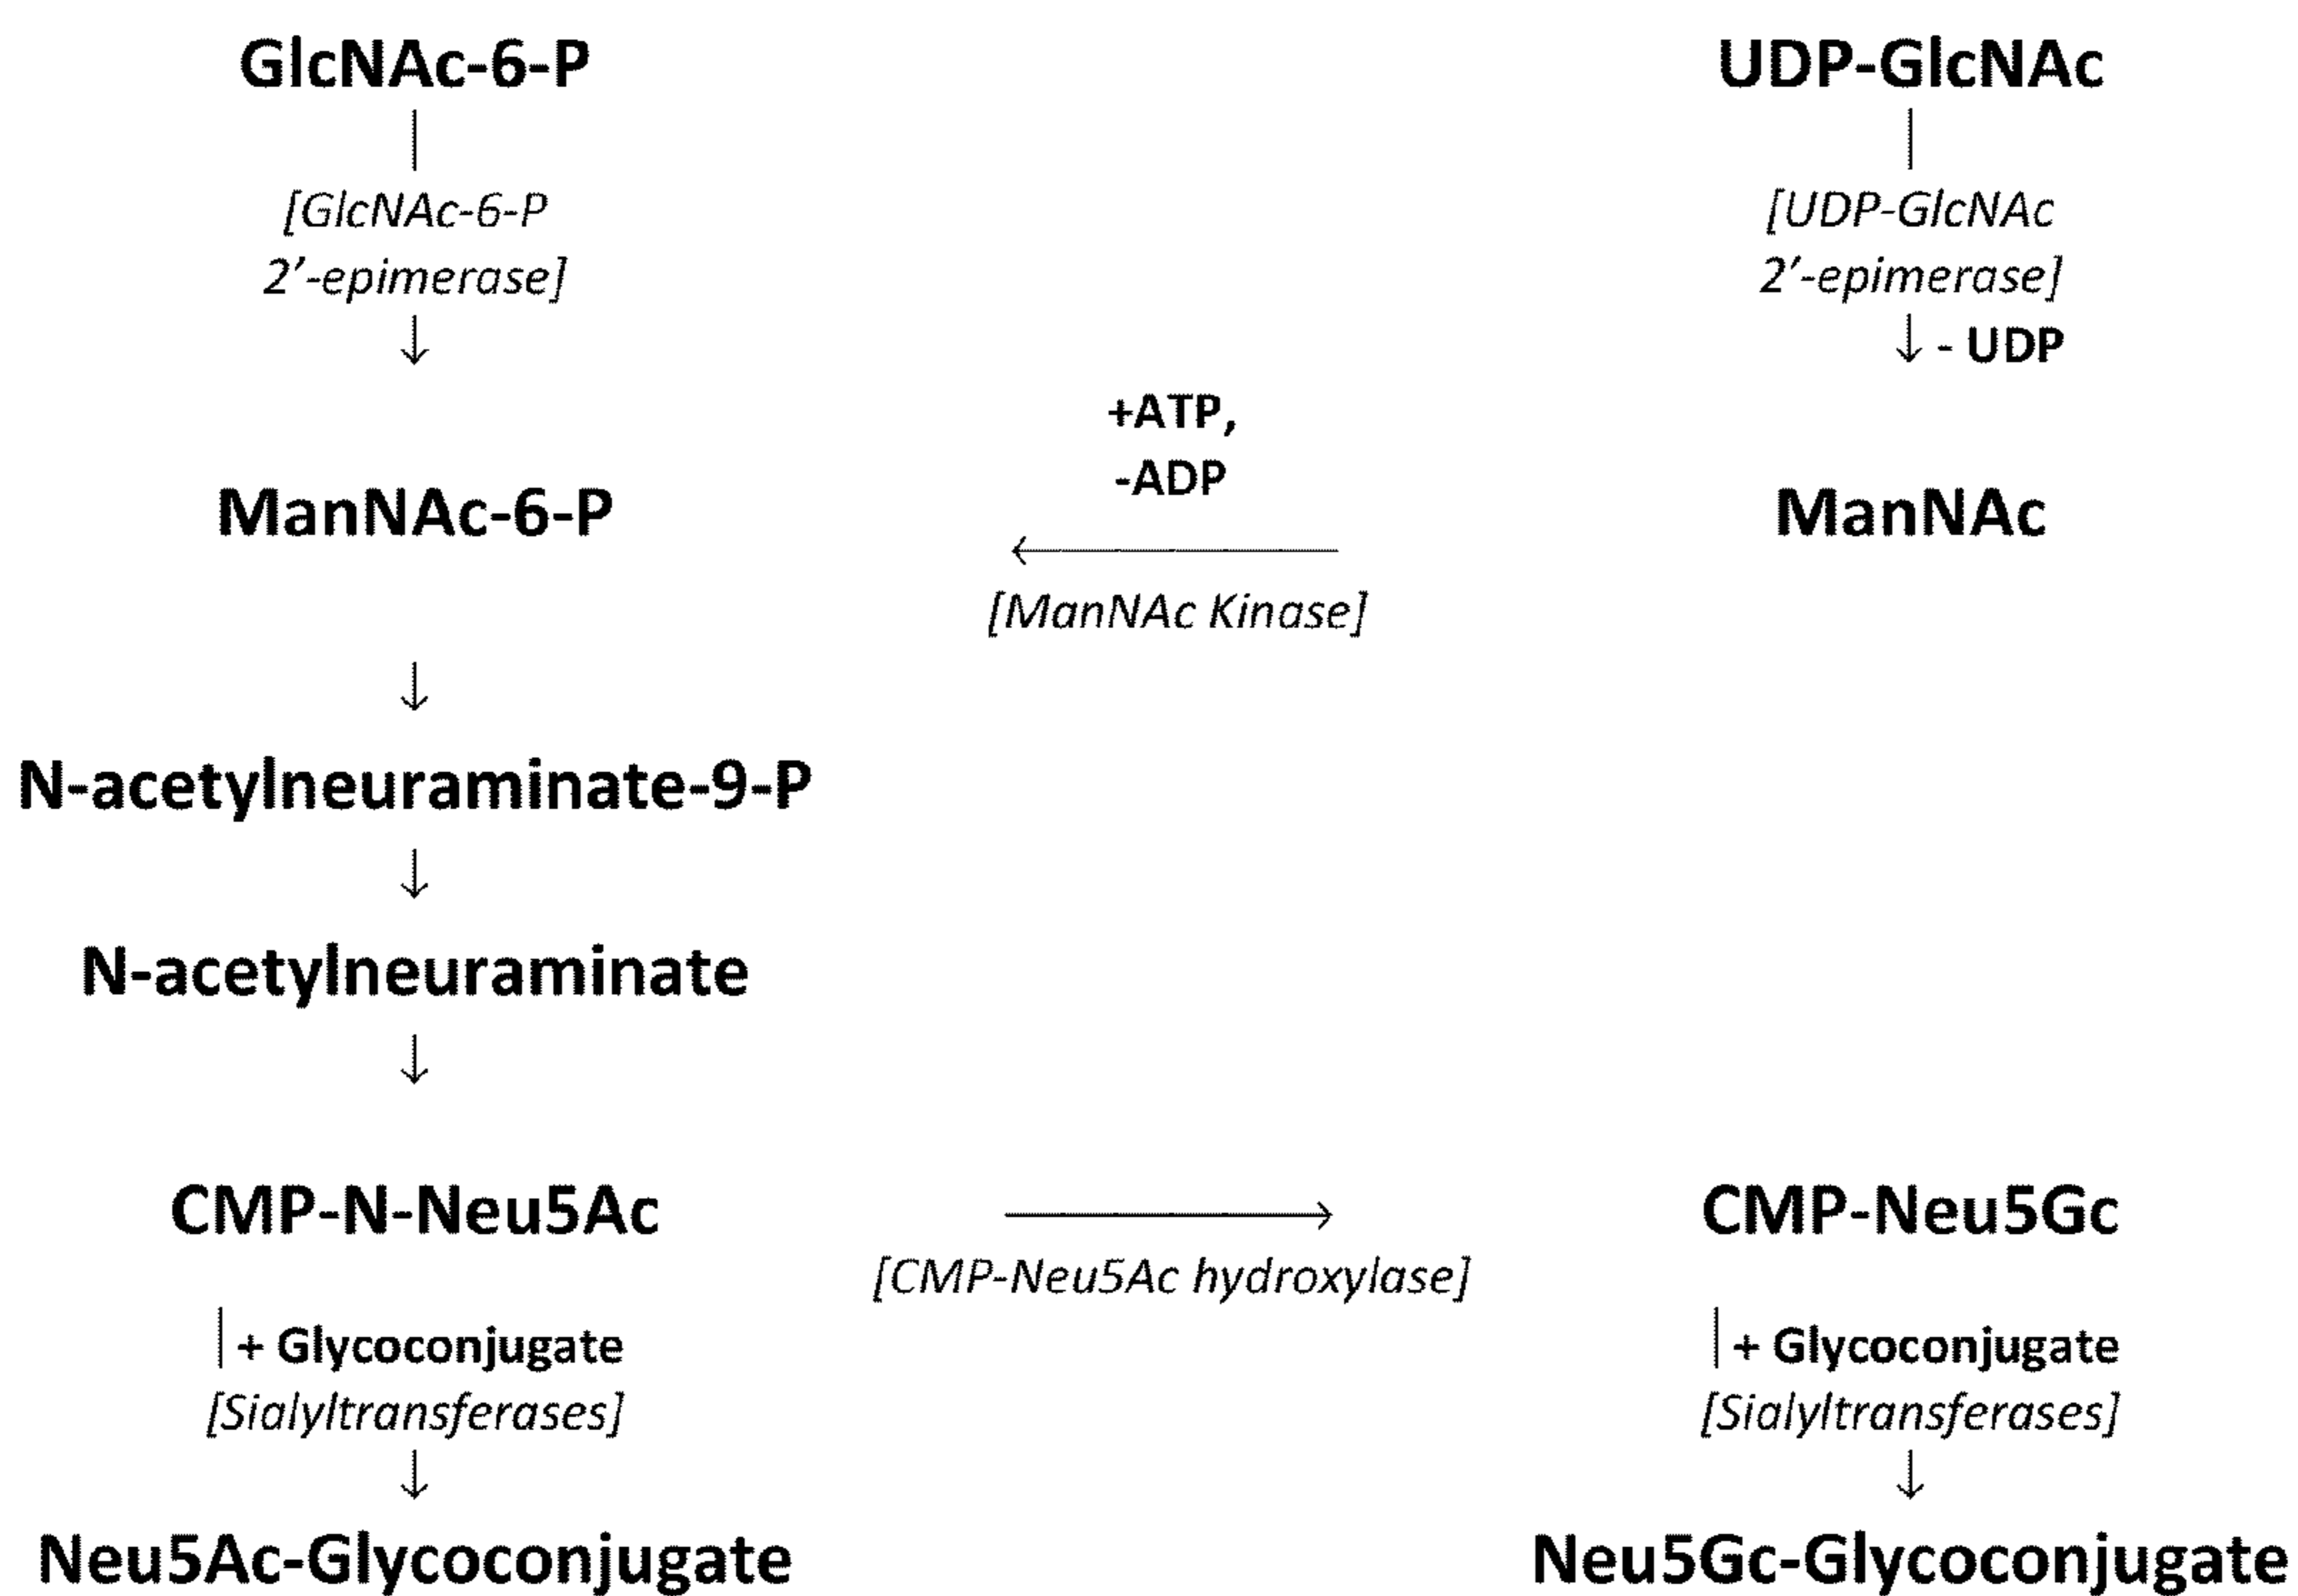 GlcNAc-6-P
UDP-GlcNAc
[GlcNAc-6-P
2’-epimerase]
[UDP-GlcNAc
2’-epimerase]
- UDP
+ATP,
-ADP
ManNAc-6-P
ManNAc
[ManNAc Kinase]
N-acetylneuraminate-9-P
N-acetylneuraminate
CMP-N-Neu5Ac
CMP-Neu5Gc
[CMP-Neu5Ac hydroxylase]
+ Glycoconjugate
[Sialyltransferases]
+ Glycoconjugate
[Sialyltransferases]
Neu5Ac-Glycoconjugate
Neu5Gc-Glycoconjugate